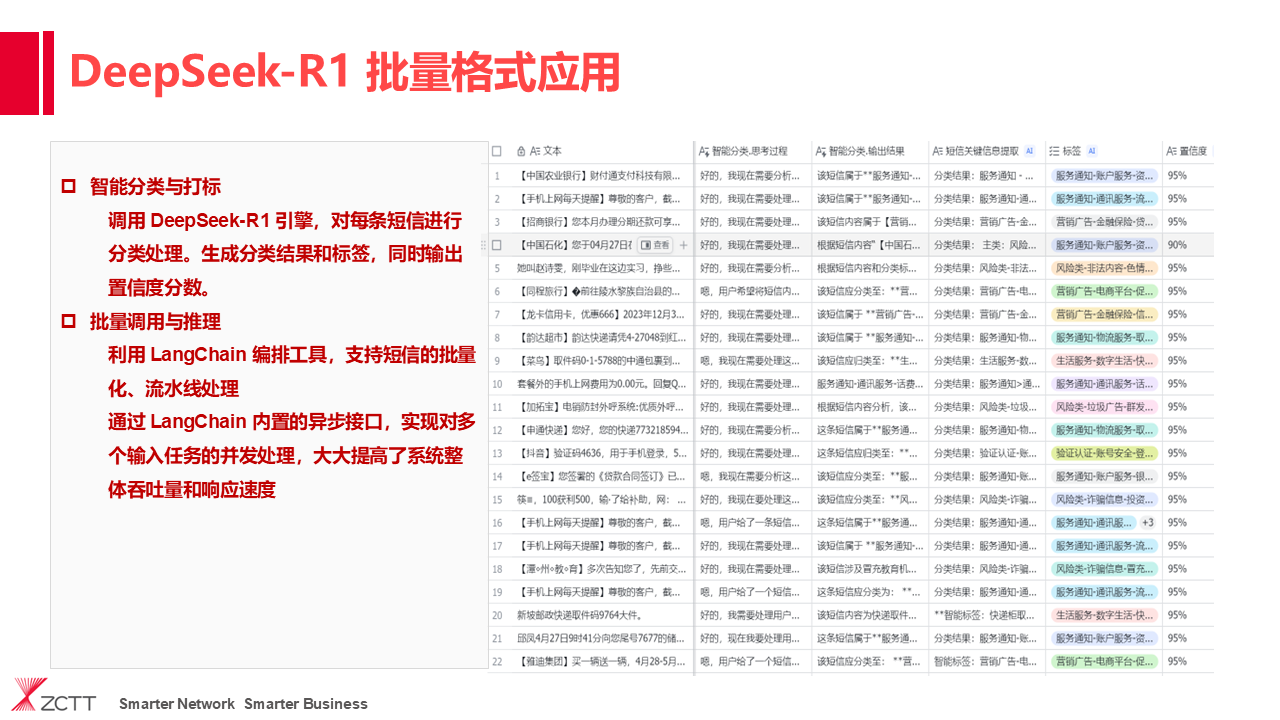 DeepSeek-R1 批量格式应用
智能分类与打标
调用 DeepSeek-R1 引擎，对每条短信进行
分类处理。生成分类结果和标签，同时输出
置信度分数。
批量调用与推理
利用 LangChain 编排工具，支持短信的批量
化、流水线处理
通过 LangChain 内置的异步接口，实现对多
个输入任务的并发处理，大大提高了系统整
体吞吐量和响应速度
文本 智能分类.思考过程 智能分类.输出结果 短信关键信息提取 AI 标签 AI 置信度
1 【中国农业银行】财付通支付科技有限... 好的，我现在需要分析... 该短信属于**服务通知-... 分类结果：服务通知 - ... 服务通知-账户服务-资... 95%
2 【手机上网每天提醒】尊敬的客户，截... 好的，我现在需要处理... 该短信属于**服务通知-... 分类结果：服务通知-通... 服务通知-通讯服务-流... 95%
3 【招商银行】您本月办理分期还款可享... 好的，我现在需要处理... 该短信内容属于【营销... 分类结果：营销广告-金... 营销广告-金融保险-贷... 95%
【中国石化】您于04月27日 查看 好的，我现在需要处理... 根据短信内容"【中国石... 分类结果： 主类：风险... 服务通知-账户服务-资... 90%
5 她叫赵诗雯，刚毕业在这边实习，挣些... 好的，我现在需要分析... 根据短信内容和分类标... 分类结果：风险类-非法... 风险类-非法内容-色情... 95%
6 【同程旅行】�前往陵水黎族自治县的... 嗯，用户希望将短信内... 该短信应分类至：**营... 分类结果：营销广告-电... 营销广告-电商平台-促... 95%
7 【龙卡信用卡，优惠666】2023年12月3... 好的，我现在需要处理... 该短信属于 **营销广告-... 分类结果：营销广告-金... 营销广告-金融保险-信... 95%
8 【韵达超市】韵达快递请凭4-27048到红... 好的，我现在需要处理... 该短信属于**服务通知-... 分类结果：服务通知-物... 服务通知-物流服务-取... 95%
9 【菜鸟】取件码0-1-5788的中通包裹到... 嗯，我现在需要处理这... 该短信应归类至：**生... 分类结果：生活服务-数... 生活服务-数字生活-快... 95%
10 套餐外的手机上网费用为0.00元。回复Q... 好的，我现在需要处理... 服务通知-通讯服务-话费... 分类结果：服务通知>通... 服务通知-通讯服务-话... 95%
11 【加拓宝】电销防封外呼系统:优质外呼... 好的，我现在需要处理... 根据短信内容分析，该... 分类结果：风险类-垃圾... 风险类-垃圾广告-群发... 95%
12 【申通快递】您好，您的快递773218594... 好的，我现在需要分析... 这条短信属于**服务通... 分类结果：服务通知-物... 服务通知-物流服务-取... 95%
13 【抖音】验证码4636，用于手机登录，5... 好的，我现在需要处理... 这条短信应归类至：**... 分类结果：验证认证-账... 验证认证-账号安全-登... 95%
14 【e签宝】您签署的《贷款合同签订》已... 嗯，我现在需要分析这... 该短信应分类至：**服... 分类结果：服务通知-账... 服务通知-账户服务-银... 95%
15 筷≡，100获利500，输·了给补助，网： ... 好的，我现在要处理这... 该短信应分类至：**风... 分类结果：风险类-诈骗... 风险类-诈骗信息-投资... 95%
16 【手机上网每天提醒】尊敬的客户，截... 嗯，用户给了一条短信... 这条短信属于**服务通... 分类结果：服务通知-通... 服务通知-通讯服... +3 95%
17 【手机上网每天提醒】尊敬的客户，截... 好的，我现在需要处理... 该短信属于 **服务通知-... 分类结果：服务通知-通... 服务通知-通讯服务-流... 95%
18 【潭○州○教○育】多次告知您了，先前交... 好的，我现在需要处理... 该短信涉及冒充教育机... 分类结果：风险类-诈骗... 风险类-诈骗信息-冒充... 95%
19 【手机上网每天提醒】尊敬的客户，截... 嗯，用户给了一个短信... 这条短信应分类为： **... 分类结果：服务通知-通... 服务通知-通讯服务-流... 95%
20 新坡邮政快递取件码9764大件。 好的，我需要处理用户... 该短信内容为快递取件... **智能标签：快递柜取... 生活服务-数字生活-快... 95%
21 邱凤4月27日9时41分向您尾号7677的储... 好的，现在我要处理用... 这条短信属于**服务通... 分类结果：服务通知-账... 服务通知-账户服务-资... 95%
22 【雅迪集团】买一辆送一辆，4月28-5月... 嗯，用户给了一个短信... 该短信应分类至： **营... 智能标签：营销广告-电... 营销广告-电商平台-促... 95%
ZCTT Smarter Network Smarter Business